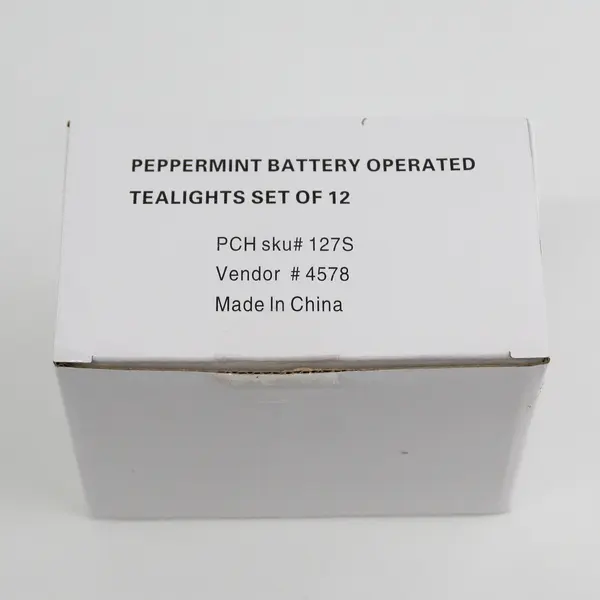 PEPPERMINT BATTERY OPERATED
TEALIGHTS SET OF 12
PCH sku# 127S
Vendor # 4578
Made In China